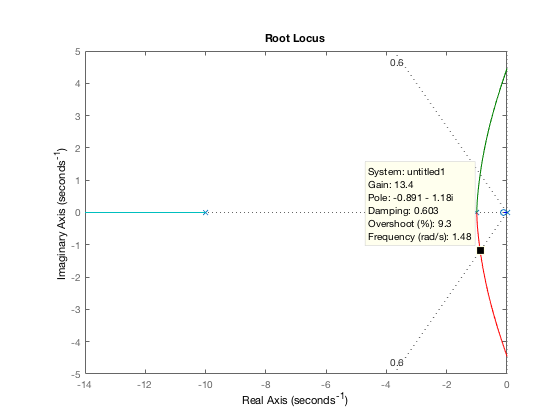 Root Locus
5
4
3
2
1
0
-1
-2
-3
-4
-5
Imaginary Axis (seconds-1)
0.6
System: untitled1
Gain: 13.4
Pole: -0.891 - 1.18i
Damping: 0.603
Overshoot (%): 9.3
Frequency (rad/s): 1.48
0.6
-14 -12 -10 -8 -6 -4 -2 0
Real Axis (seconds-1)